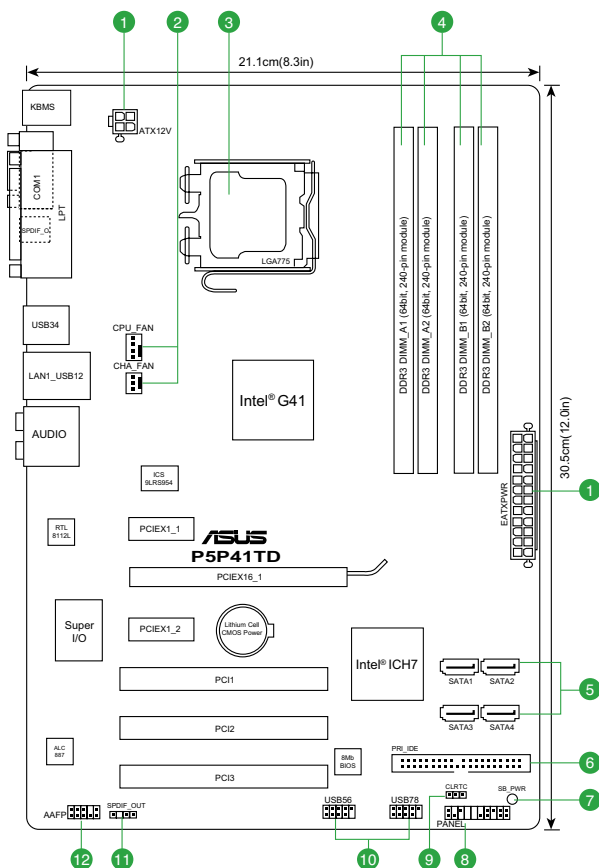 1
2
3
4
21.1cm(8.3in)
KBMS
ATX12V
COM1
LPT
SPDIF_O
LGA775
DDR3 DIMM_A1 (64bit, 240-pin module)
DDR3 DIMM_A2 (64bit, 240-pin module)
DDR3 DIMM_B1 (64bit, 240-pin module)
DDR3 DIMM_B2 (64bit, 240-pin module)
USB34
CPU_FAN
CHA_FAN
LAN1_USB12
Intel® G41
AUDIO
30.5cm(12.0in)
EATXPWR
1
ICS
9LRS954
RTL
8112L
PCIEX1_1
ASUS
P5P41TD
PCIEX16_1
Super
I/O
PCIEX1_2
Lithium Cell
CMOS Power
Intel® ICH7
SATA1
SATA2
5
PCI1
SATA3
SATA4
PCI2
ALC
887
8Mb
BIOS
PRI_IDE
6
PCI3
CLRTC
SB_PWR
7
AAFP
SPDIF_OUT
USB56
USB78
PANEL
12
11
10
9
8